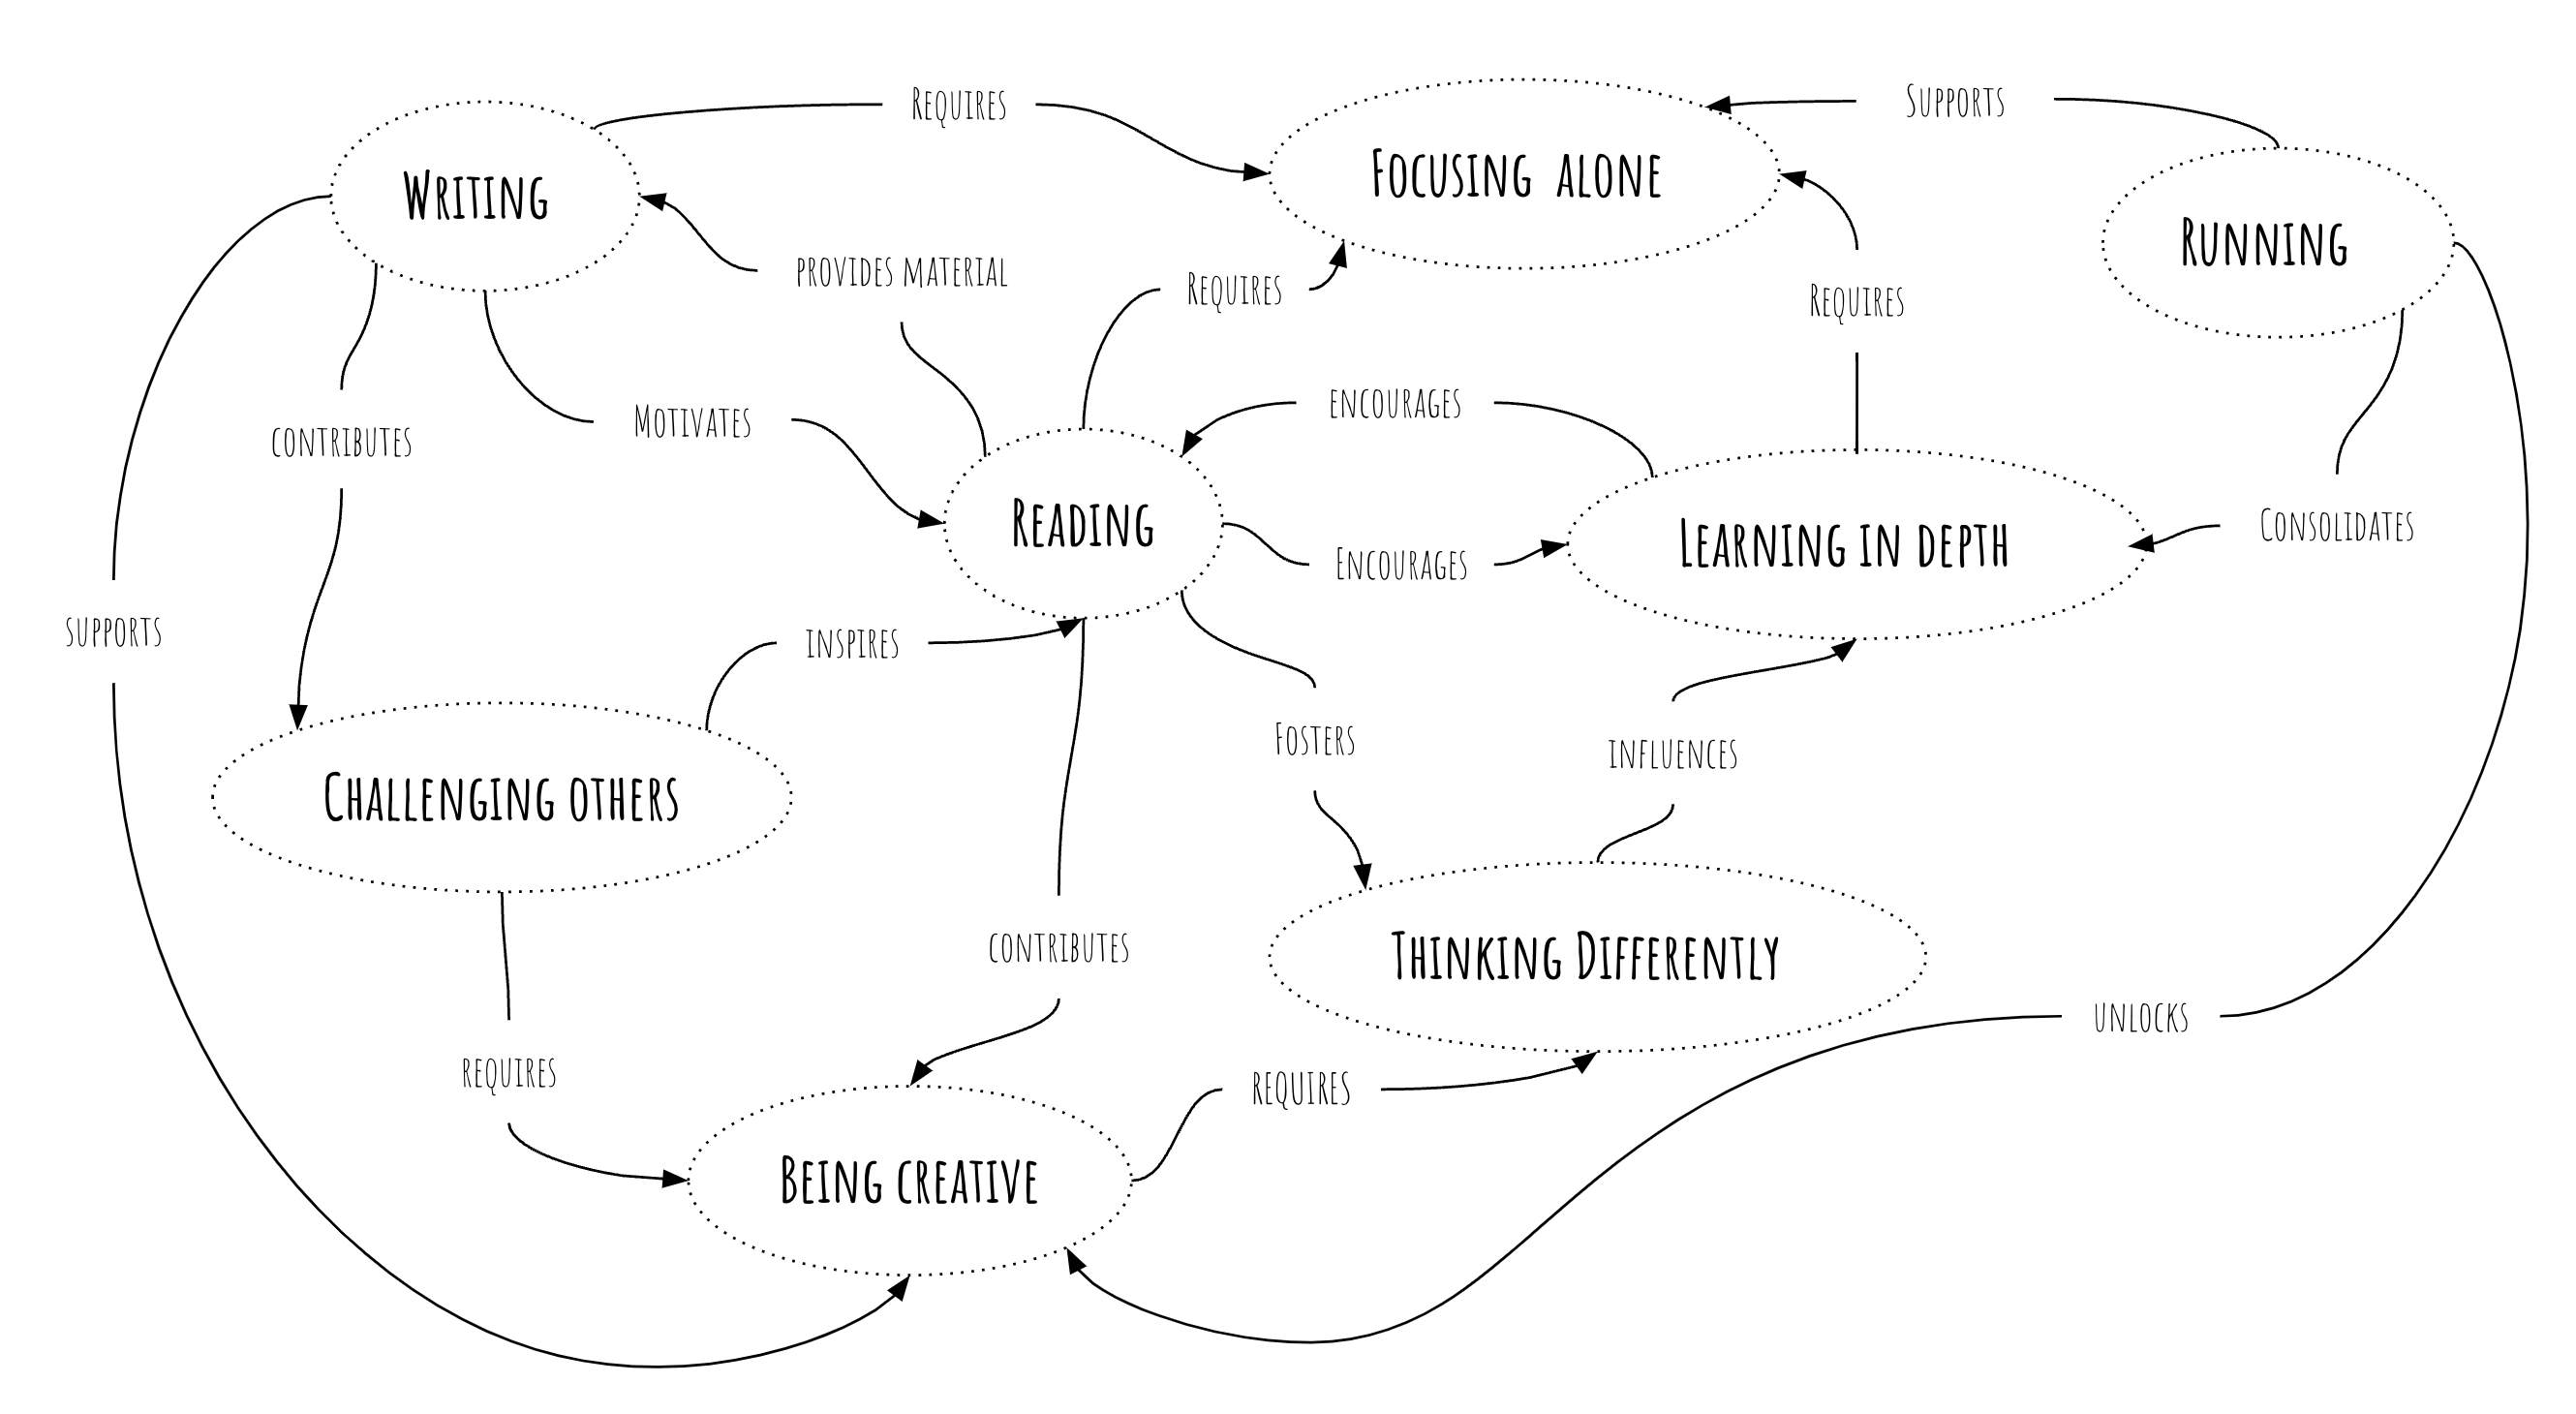 Requires
Supports
Focusing alone
Writing
Running
provides material
Requires
Requires
encourages
Motivates
contributes
Reading
Learning in depth
Consolidates
Encourages
supports
inspires
Fosters
influences
Challenging others
contributes
Thinking Differently
unlocks
requires
requires
Being creative